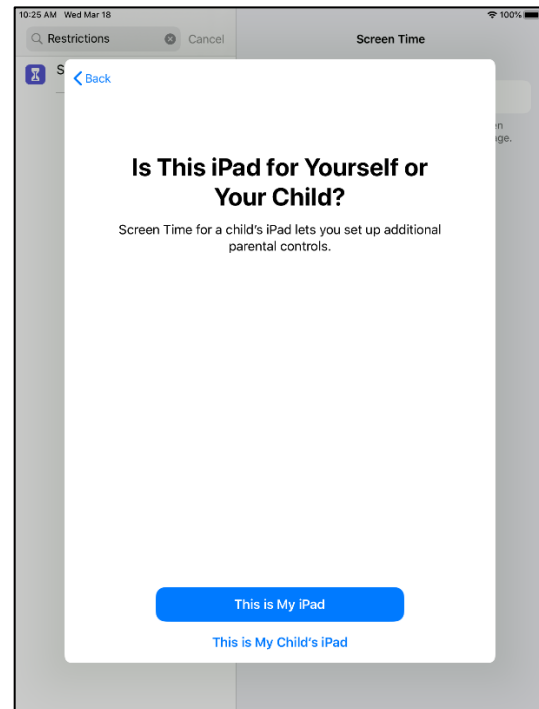 10:25 AM Wed Mar 18
100%
Restrictions
Cancel
Screen Time
S
Back
Is This iPad for Yourself or
Your Child?
Screen Time for a child's iPad lets you set up additional
parental controls.
This is My iPad
This is My Child's iPad